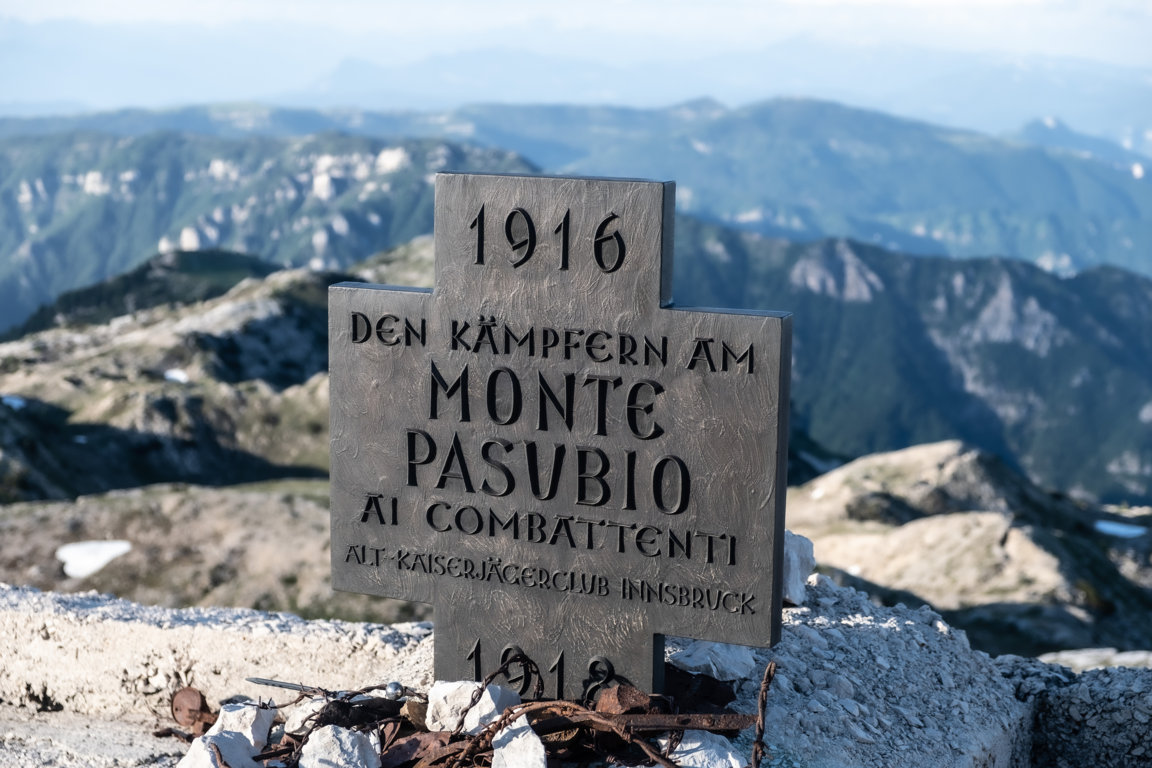 1916
DEN KÄMPFERN AM
MONTE
PASUBIO
AI COMBATTENTI
ALT-KAISERJÄGERCLUB INNSBRUCK
1918